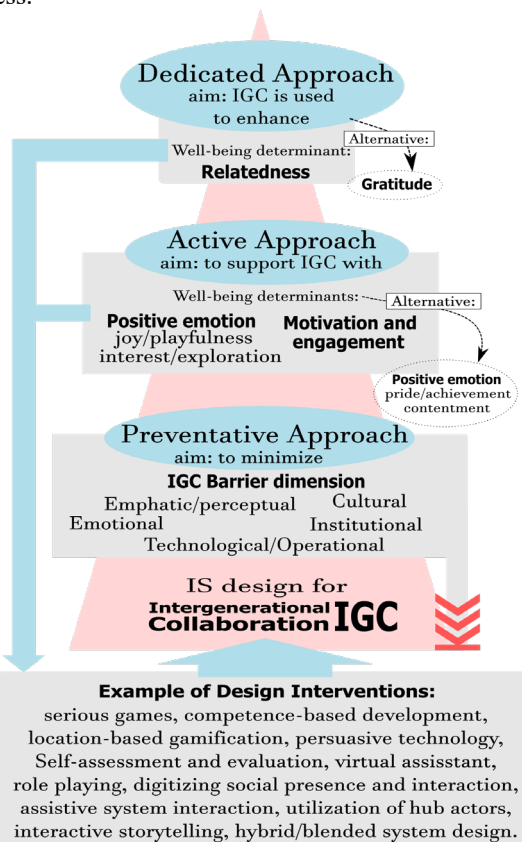 ess.
Dedicated Approach
aim: IGC is used
to enhance
Alternative:
Well-being determinant:
Relatedness
Gratitude
Active Approach
aim: to support IGC with
Well-being determinants:
Alternative:
Positive emotion
joy/playfulness
interest/exploration
Motivation and
engagement
Positive emotion
pride/achievement
contentment
Preventative Approach
aim: to minimize
IGC Barrier dimension
Emphatic/perceptual
Cultural
Emotional
Institutional
Technological/Operational
IS design for
Intergenerational
Collaboration IGC
Example of Design Interventions:
serious games, competence-based development,
location-based gamification, persuasive technology,
Self-assessment and evaluation, virtual assisstant,
role playing, digitizing social presence and interaction,
assistive system interaction, utilization of hub actors,
interactive storytelling, hybrid/blended system design.